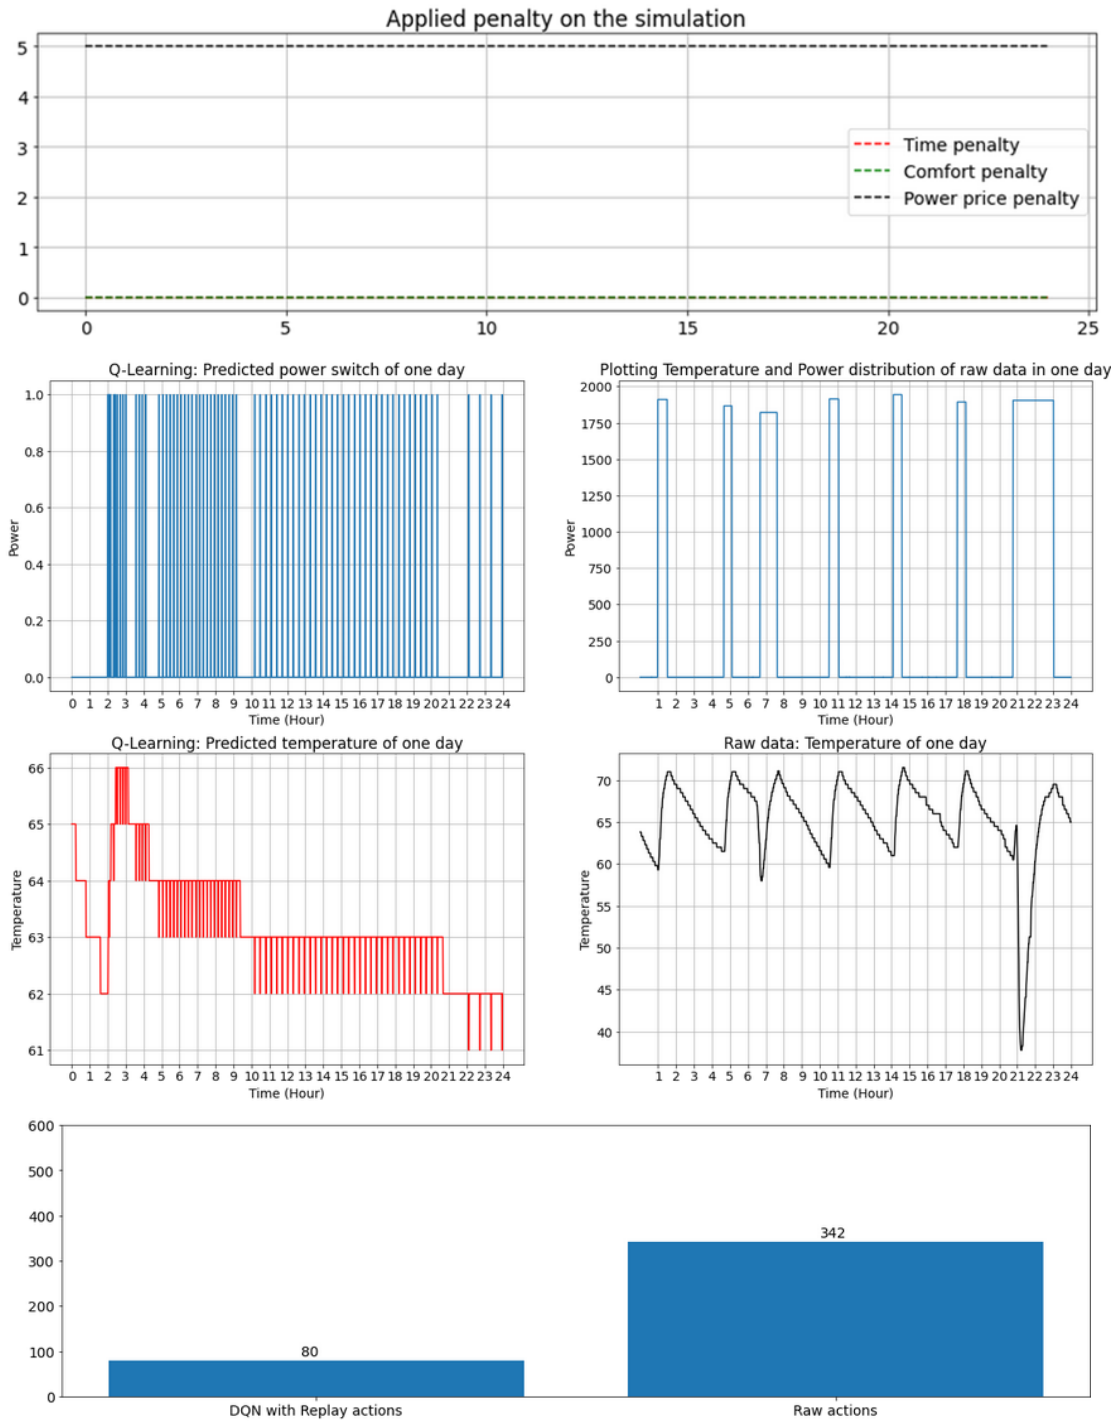 Applied penalty on the simulation
5
4
3
2
1
0
Time penalty
Comfort penalty
Power price penalty
0 5 10 15 20 25
Q-Learning: Predicted power switch of one day
1.0
0.8
0.6
0.4
0.2
0.0
Power
0 1 2 3 4 5 6 7 8 9 10 11 12 13 14 15 16 17 18 19 20 21 22 23 24
Time (Hour)
Plotting Temperature and Power distribution of raw data in one day
2000
1750
1500
1250
1000
750
500
250
0
Power
1 2 3 4 5 6 7 8 9 10 11 12 13 14 15 16 17 18 19 20 21 22 23 24
Time (Hour)
Q-Learning: Predicted temperature of one day
66
65
64
63
62
61
Temperature
0 1 2 3 4 5 6 7 8 9 10 11 12 13 14 15 16 17 18 19 20 21 22 23 24
Time (Hour)
Raw data: Temperature of one day
70
65
60
55
50
45
40
Temperature
1 2 3 4 5 6 7 8 9 10 11 12 13 14 15 16 17 18 19 20 21 22 23 24
Time (Hour)
600
500
400
300
200
100
0
80
342
DQN with Replay actions
Raw actions